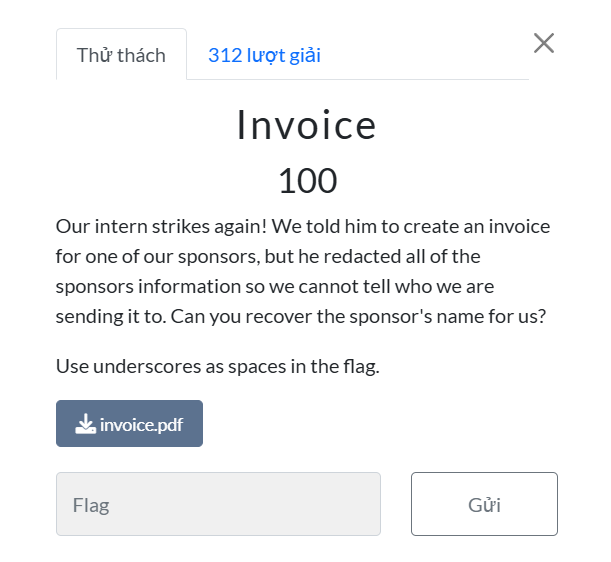 Thử thách
312 lượt giải
Invoice
100
Our intern strikes again! We told him to create an invoice
for one of our sponsors, but he redacted all of the
sponsors information so we cannot tell who we are
sending it to. Can you recover the sponsor's name for us?
Use underscores as spaces in the flag.
invoice.pdf
Flag
Gửi